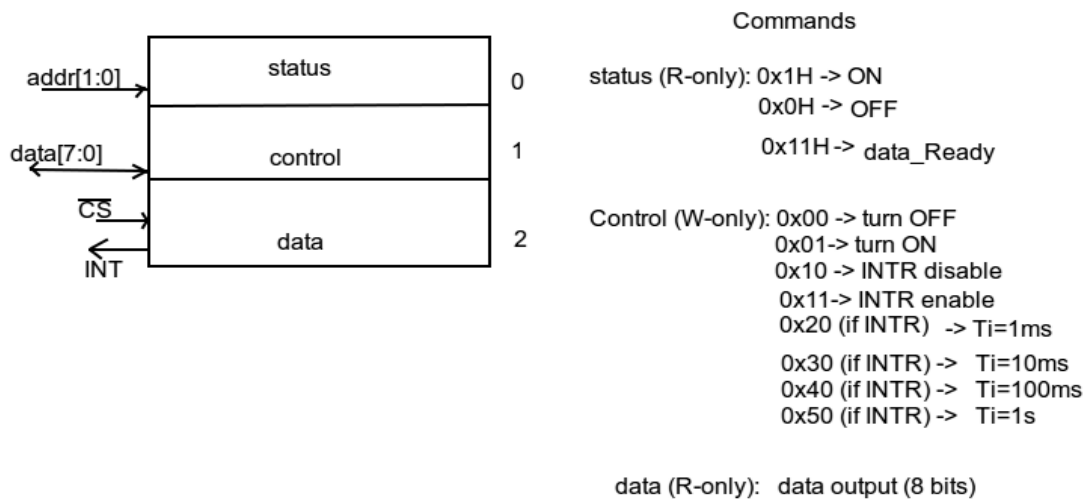 addr[1:0]
data[7:0]
CS
INT
status
control
data
0
1
2
Commands
status (R-only): 0x1H -> ON
0x0H -> OFF
0x11H -> data_Ready
Control (W-only): 0x00 -> turn OFF
0x01-> turn ON
0x10 -> INTR disable
0x11-> INTR enable
0x20 (if INTR) -> Ti=1ms
0x30 (if INTR) -> Ti=10ms
0x40 (if INTR) -> Ti=100ms
0x50 (if INTR) -> Ti=1s
data (R-only): data output (8 bits)